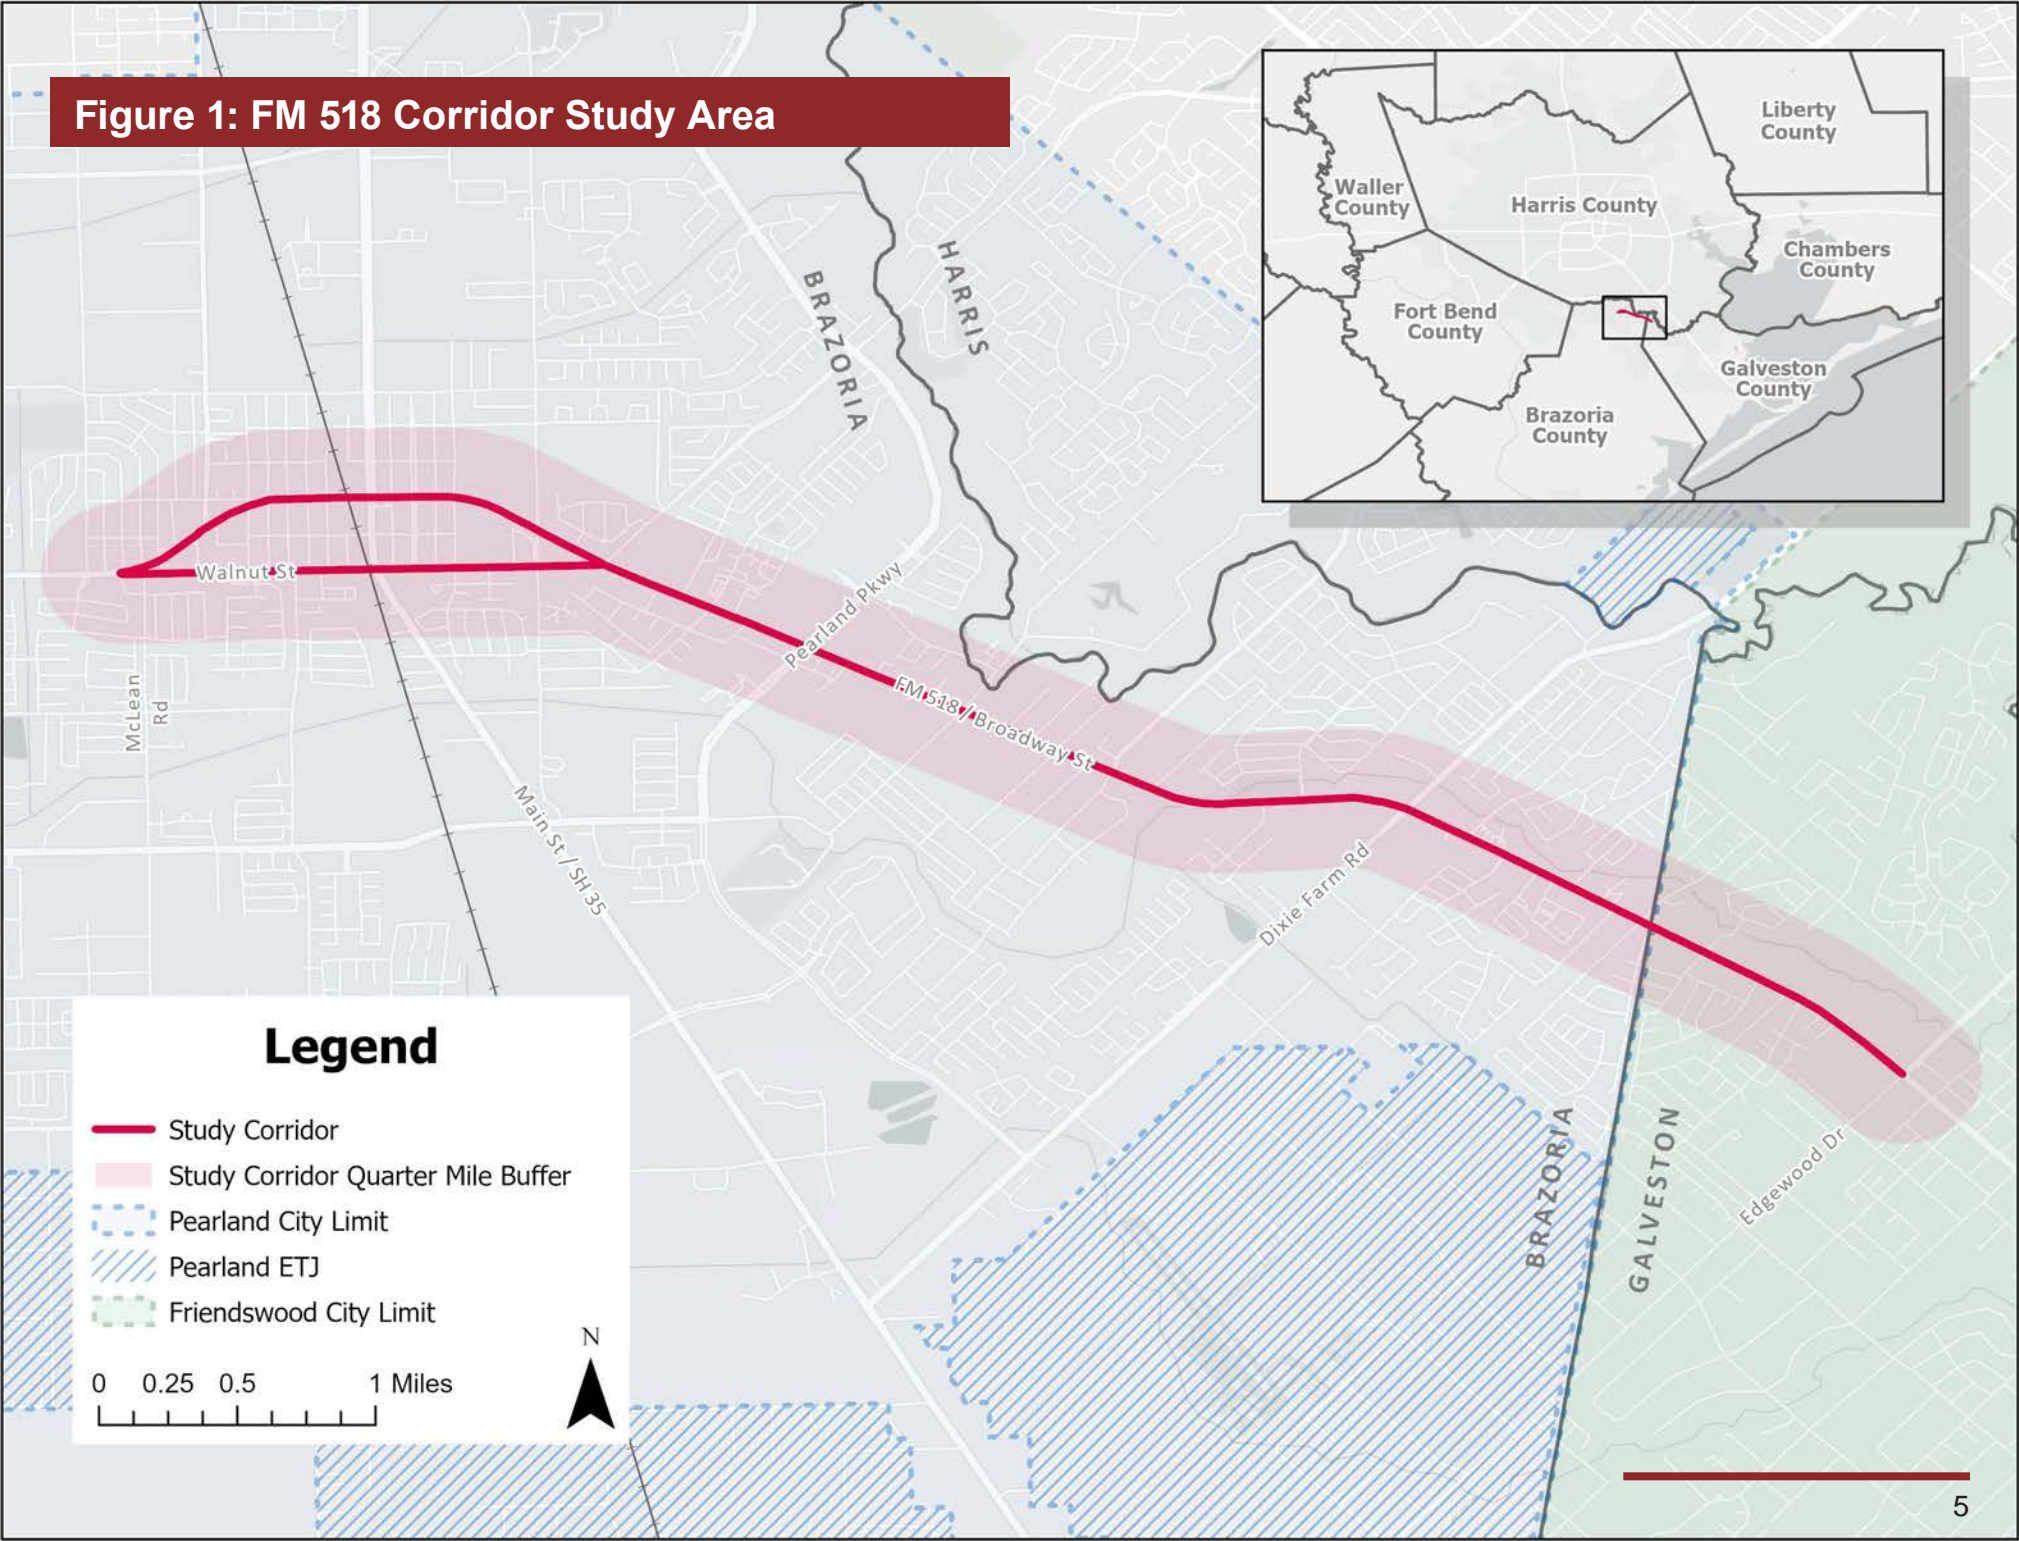 Figure 1: FM 518 Corridor Study Area
Liberty
County
Waller
County
Harris County
Chambers
County
Fort Bend
County
Galveston
County
Brazoria
County
HARRIS
BRAZORIA
Walnut St
Pearland Pkwy
McLean
Rd
FM 518 / Broadway St
Main St / SH 35
Dixie Farm Rd
BRAZORIA
GALVESTON
Edgewood Dr
Legend
Study Corridor
Study Corridor Quarter Mile Buffer
Pearland City Limit
Pearland ETJ
Friendswood City Limit
N
0 0.25 0.5 1 Miles
5